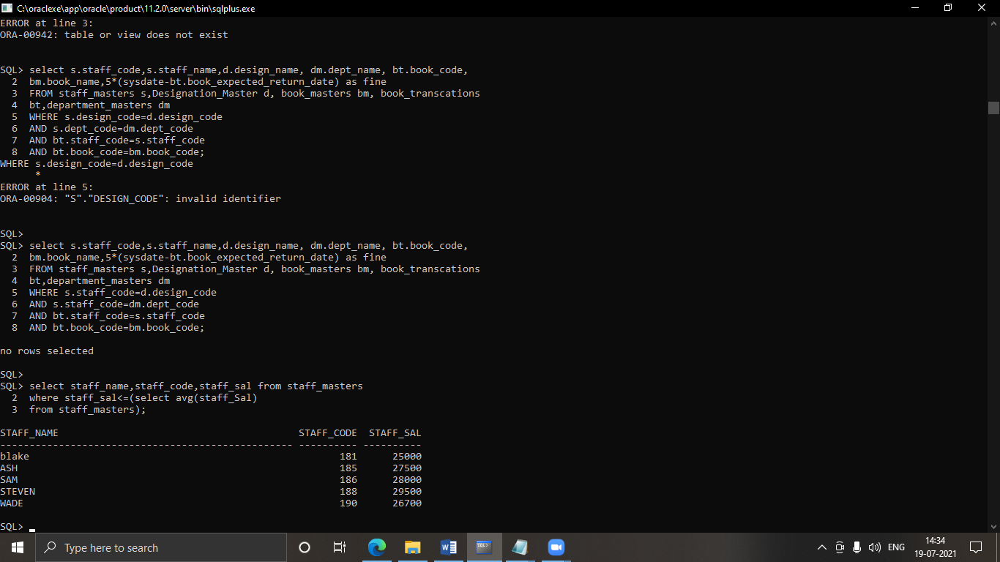 C:\oraclexe\app\oracle\product\11.2.0\server\bin\sqlplus.exe
ERROR at line 3:
ORA-00942: table or view does not exist
SQL> select s.staff_code,s.staff_name,d.design_name, dm.dept_name, bt.book_code,
2 bm.book_name,5*(sysdate-bt.book_expected_return_date) as fine
3 FROM staff_masters s,Designation_Master d, book_masters bm, book_transcations
4 bt,department_masters dm
5 WHERE s.design_code=d.design_code
6 AND s.dept_code=dm.dept_code
7 AND bt.staff_code=s.staff_code
8 AND bt.book_code=bm.book_code;
WHERE s.design_code=d.design_code
*
ERROR at line 5:
ORA-00904: "S"."DESIGN_CODE": invalid identifier
SQL>
SQL> select s.staff_code,s.staff_name,d.design_name, dm.dept_name, bt.book_code,
2 bm.book_name,5*(sysdate-bt.book_expected_return_date) as fine
3 FROM staff_masters s,Designation_Master d, book_masters bm, book_transcations
4 bt,department_masters dm
5 WHERE s.staff_code=d.design_code
6 AND s.staff_code=dm.dept_code
7 AND bt.staff_code=s.staff_code
8 AND bt.book_code=bm.book_code;
no rows selected
SQL>
SQL> select staff_name,staff_code,staff_sal from staff_masters
2 where staff_sal<=(select avg(staff_Sal)
3 from staff_masters);
STAFF_NAME STAFF_CODE STAFF_SAL
-------------------------------------------------- ---------- ----------
blake 181 25000
ASH 185 27500
SAM 186 28000
STEVEN 188 29500
WADE 190 26700
SQL>
Type here to search
ENG
14:34
19-07-2021